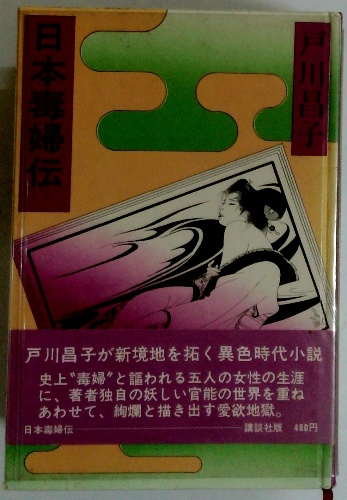 戸川昌子
日本毒婦伝
戸川昌子が新境地を拓く異色時代小説
史上"毒婦"と謳われる五人の女性の生涯
に、著者独自の妖しい官能の世界を重ね
あわせて、絢爛と描き出す愛欲地獄。
日本毒婦伝 講談社版 480円